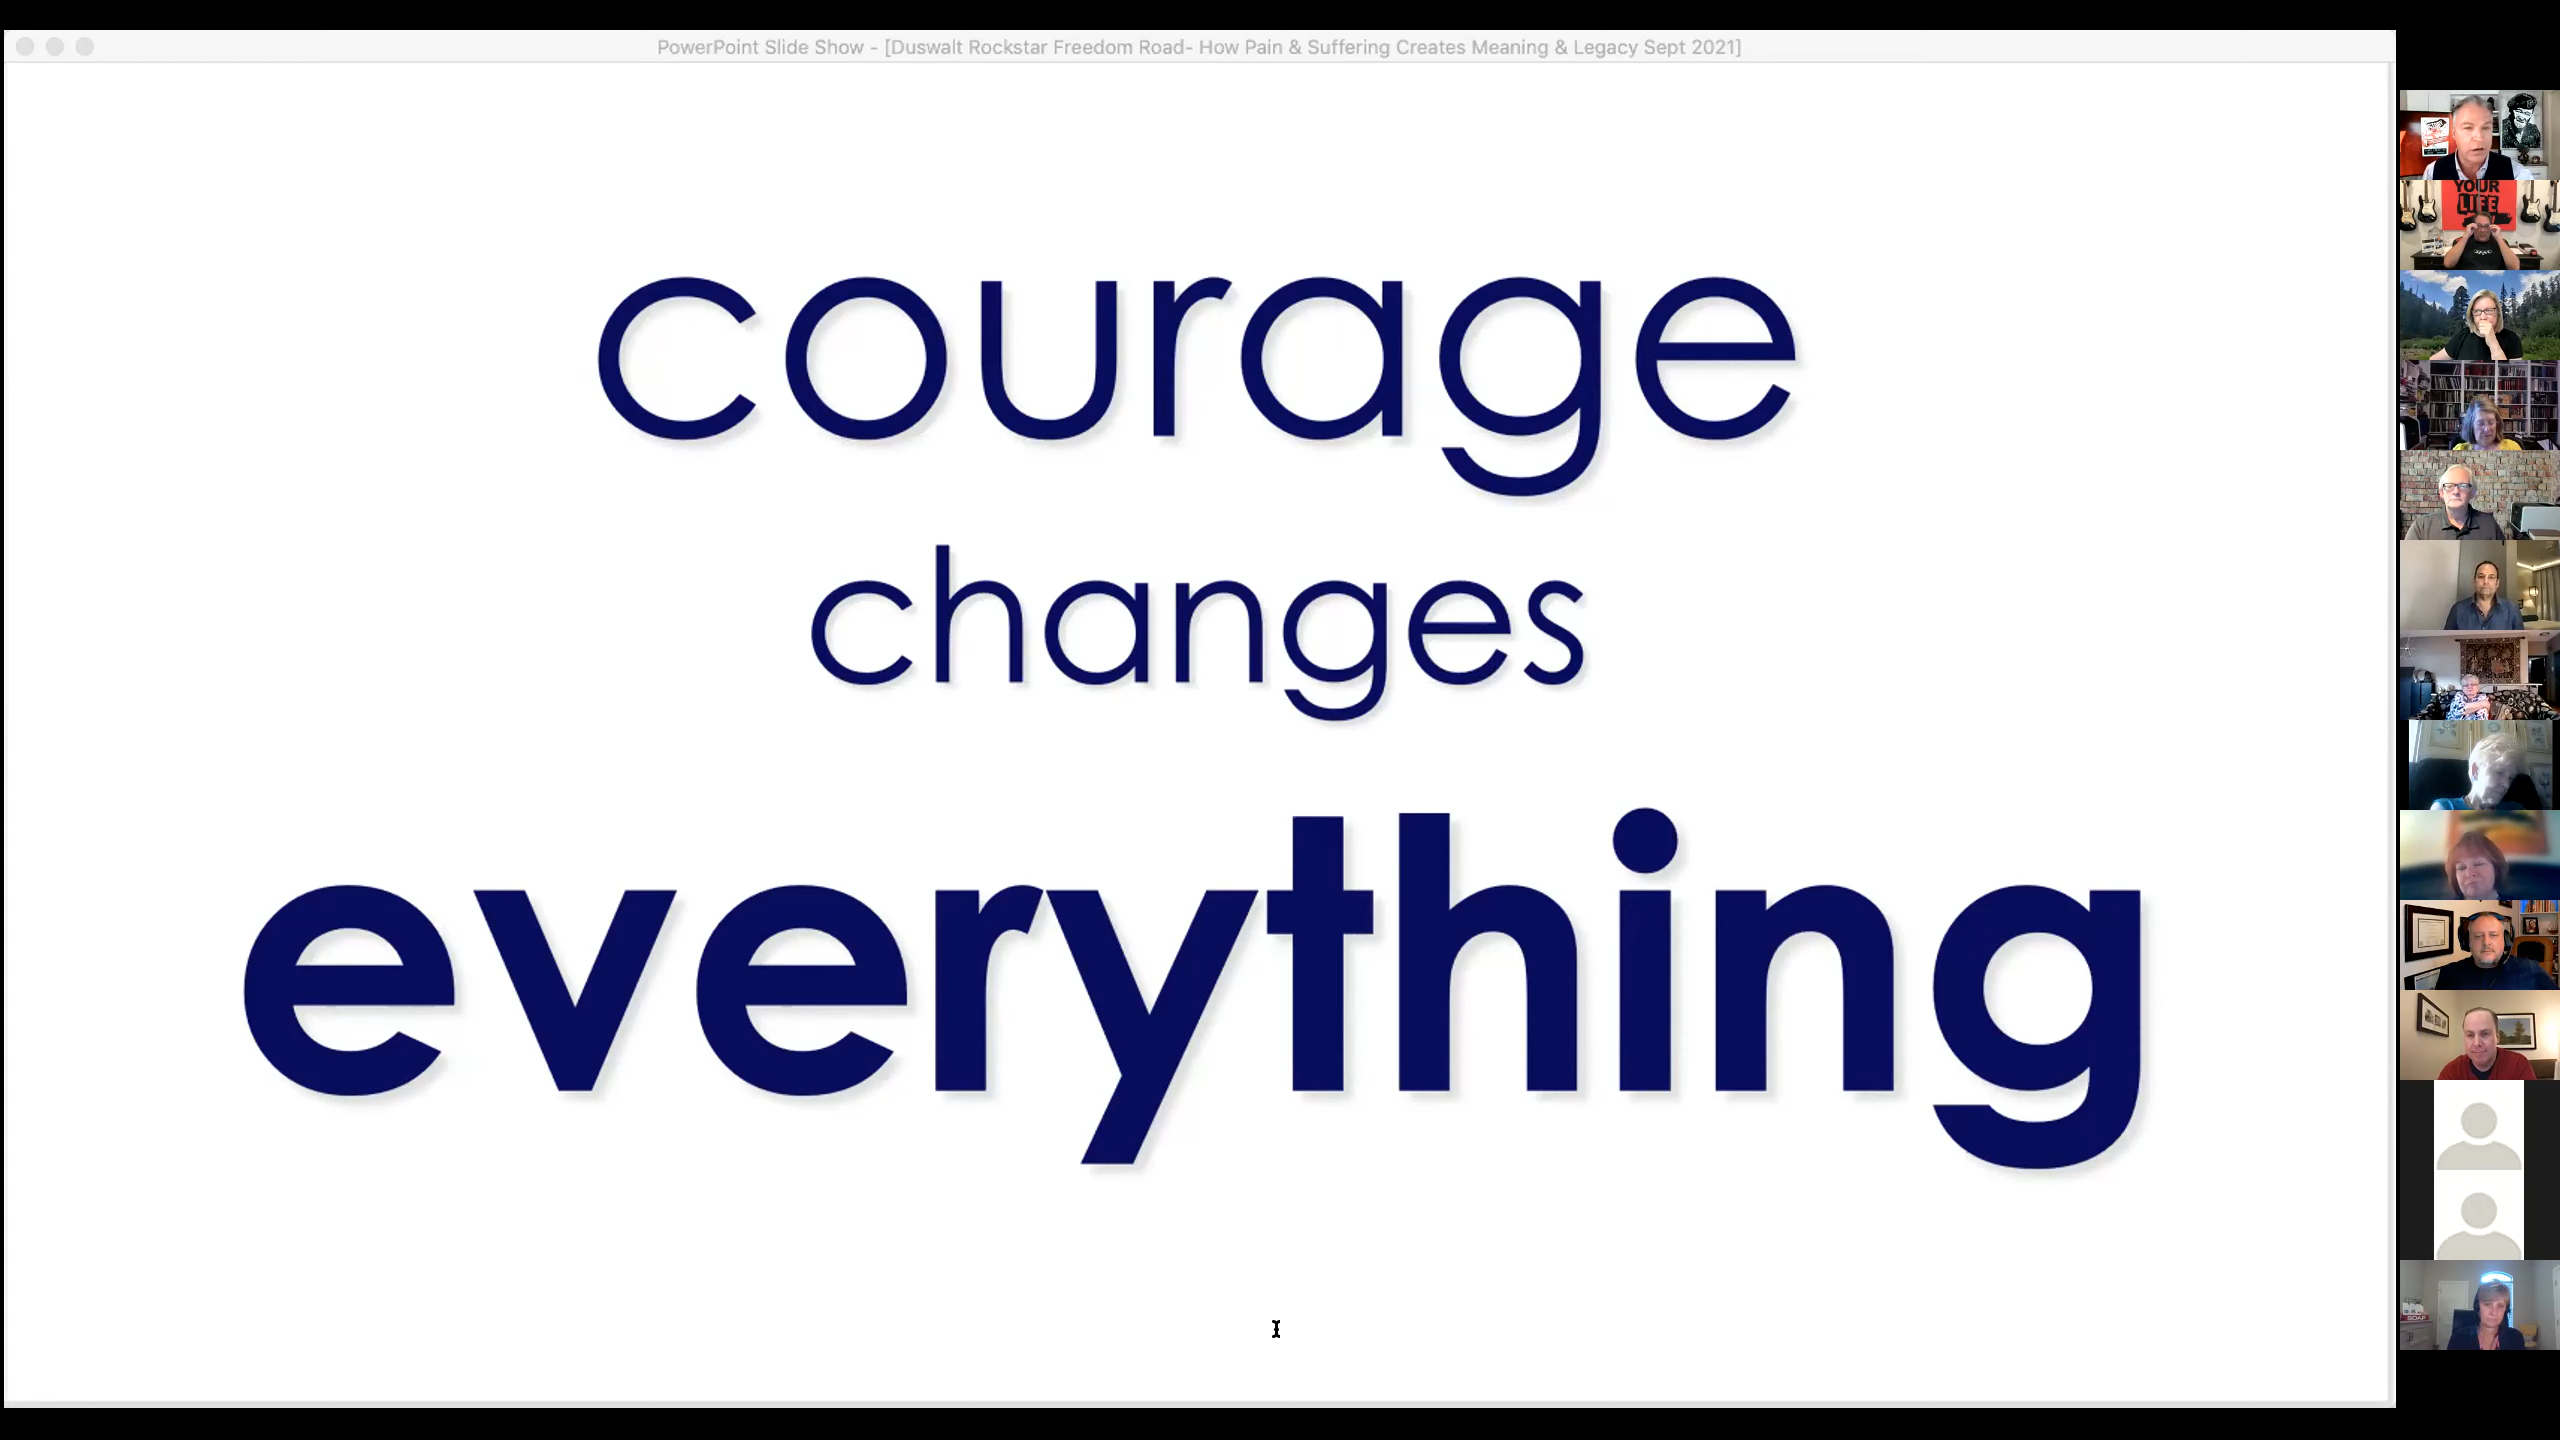 PowerPoint Slide Show - [Duswalt Rockstar Freedom Road- How Pain & Suffering Creates Meaning & Legacy Sept 2021]
courage
changes
everything
YOUR
LIFE
SOAP